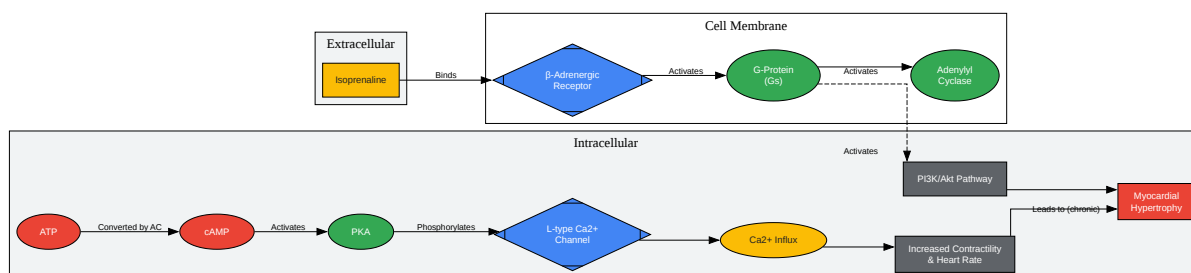 Cell Membrane
Extracellular
Isoprenaline
Binds
β-Adrenergic
Receptor
Activates
G-Protein
(Gs)
Activates
Adenylyl
Cyclase
Intracellular
Activates
PI3K/Akt Pathway
Myocardial
Hypertrophy
Leads to (chronic)
ATP
Converted by AC
cAMP
Activates
PKA
Phosphorylates
L-type Ca2+
Channel
Ca2+ Influx
Increased Contractility
& Heart Rate